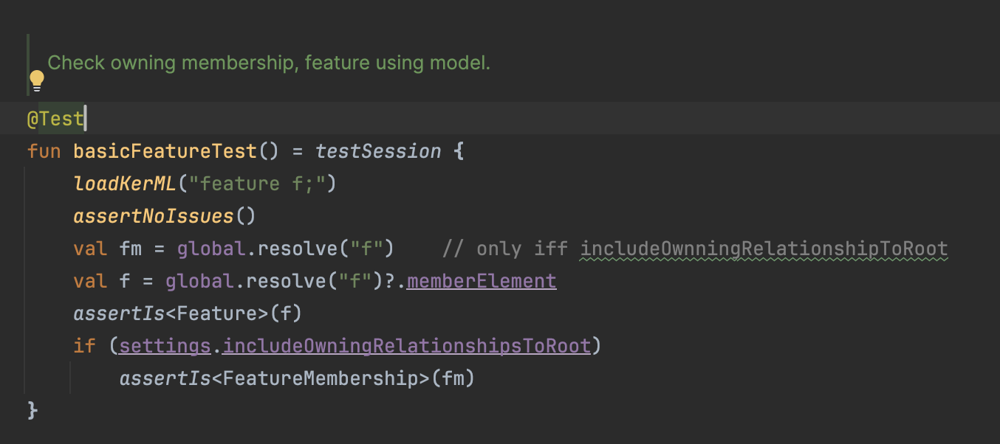 Check owning membership, feature using model.
@Test
fun basicFeatureTest() = testSession {
loadKerML("feature f;")
assertNoIssues()
val fm = global.resolve("f")    // only iff includeOwnningRelationshipToRoot
val f = global.resolve("f")?.memberElement
assertIs<Feature>(f)
if (settings.includeOwningRelationshipsToRoot)
assertIs<FeatureMembership>(fm)
}